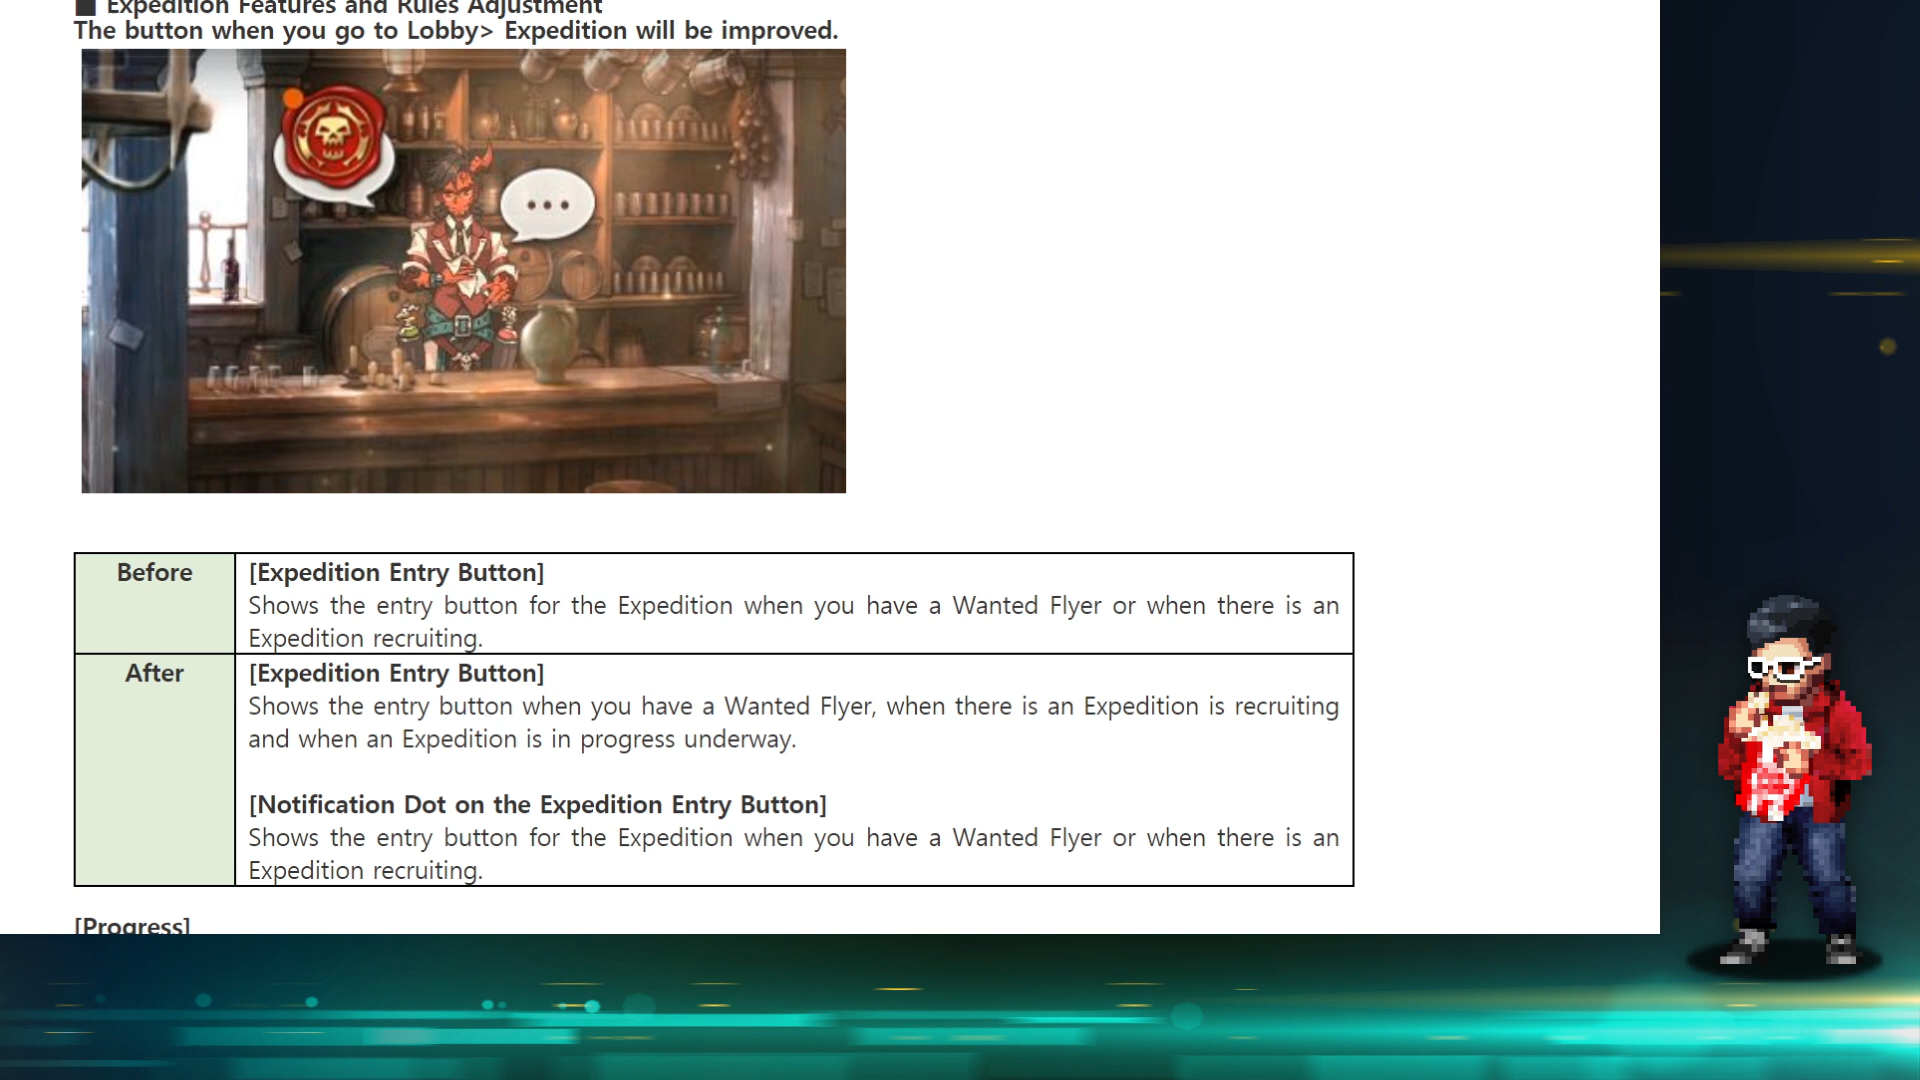 ■ Expedition Features and Rules Adjustment
The button when you go to Lobby> Expedition will be improved.
Before
[Expedition Entry Button]
Shows the entry button for the Expedition when you have a Wanted Flyer or when there is an
Expedition recruiting.
After
[Expedition Entry Button]
Shows the entry button when you have a Wanted Flyer, when there is an Expedition is recruiting
and when an Expedition is in progress underway.
[Notification Dot on the Expedition Entry Button]
Shows the entry button for the Expedition when you have a Wanted Flyer or when there is an
Expedition recruiting.
[Progress]